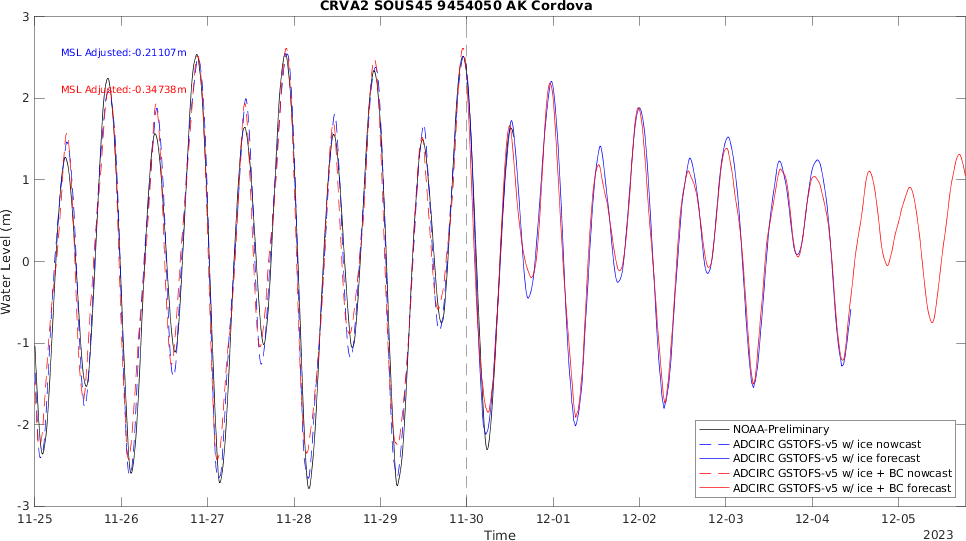 CRVA2 SOUS45 9454050 AK Cordova
3
MSL Adjusted:-0.21107m
2
MSL Adjusted:-0.34738m
1
0
-1
-2
-3
Water Level (m)
NOAA-Preliminary
ADCIRC GSTOFS-v5 w/ ice nowcast
ADCIRC GSTOFS-v5 w/ ice forecast
ADCIRC GSTOFS-v5 w/ ice + BC nowcast
ADCIRC GSTOFS-v5 w/ ice + BC forecast
11-25 11-26 11-27 11-28 11-29 11-30 12-01 12-02 12-03 12-04 12-05
Time
2023